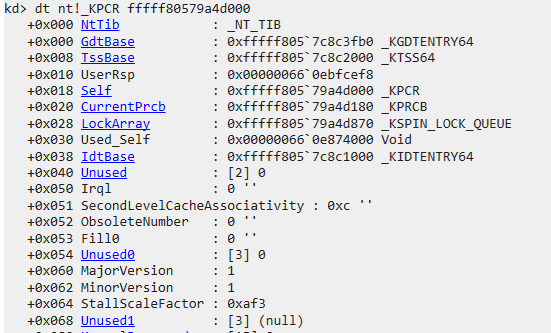 kd> dt nt!_KPCR fffff80579a4d000
+0x000 NtTib : _NT_TIB
+0x000 GdtBase : 0xfffff805`7c8c3fb0 _KGDTENTRY64
+0x008 TssBase : 0xfffff805`7c8c2000 _KTSS64
+0x010 UserRsp : 0x00000066`0ebfcef8
+0x018 Self : 0xfffff805`79a4d000 _KPCR
+0x020 CurrentPrcb : 0xfffff805`79a4d180 _KPRCB
+0x028 LockArray : 0xfffff805`79a4d870 _KSPIN_LOCK_QUEUE
+0x030 Used_Self : 0x00000066`0e874000 Void
+0x038 IdtBase : 0xfffff805`7c8c1000 _KIDTENTRY64
+0x040 Unused : [2] 0
+0x050 Irql : 0 ''
+0x051 SecondLevelCacheAssociativity : 0xc ''
+0x052 ObsoleteNumber : 0 ''
+0x053 Fill0 : 0 ''
+0x054 Unused0 : [3] 0
+0x060 MajorVersion : 1
+0x062 MinorVersion : 1
+0x064 StallScaleFactor : 0xaf3
+0x068 Unused1 : [3] (null)